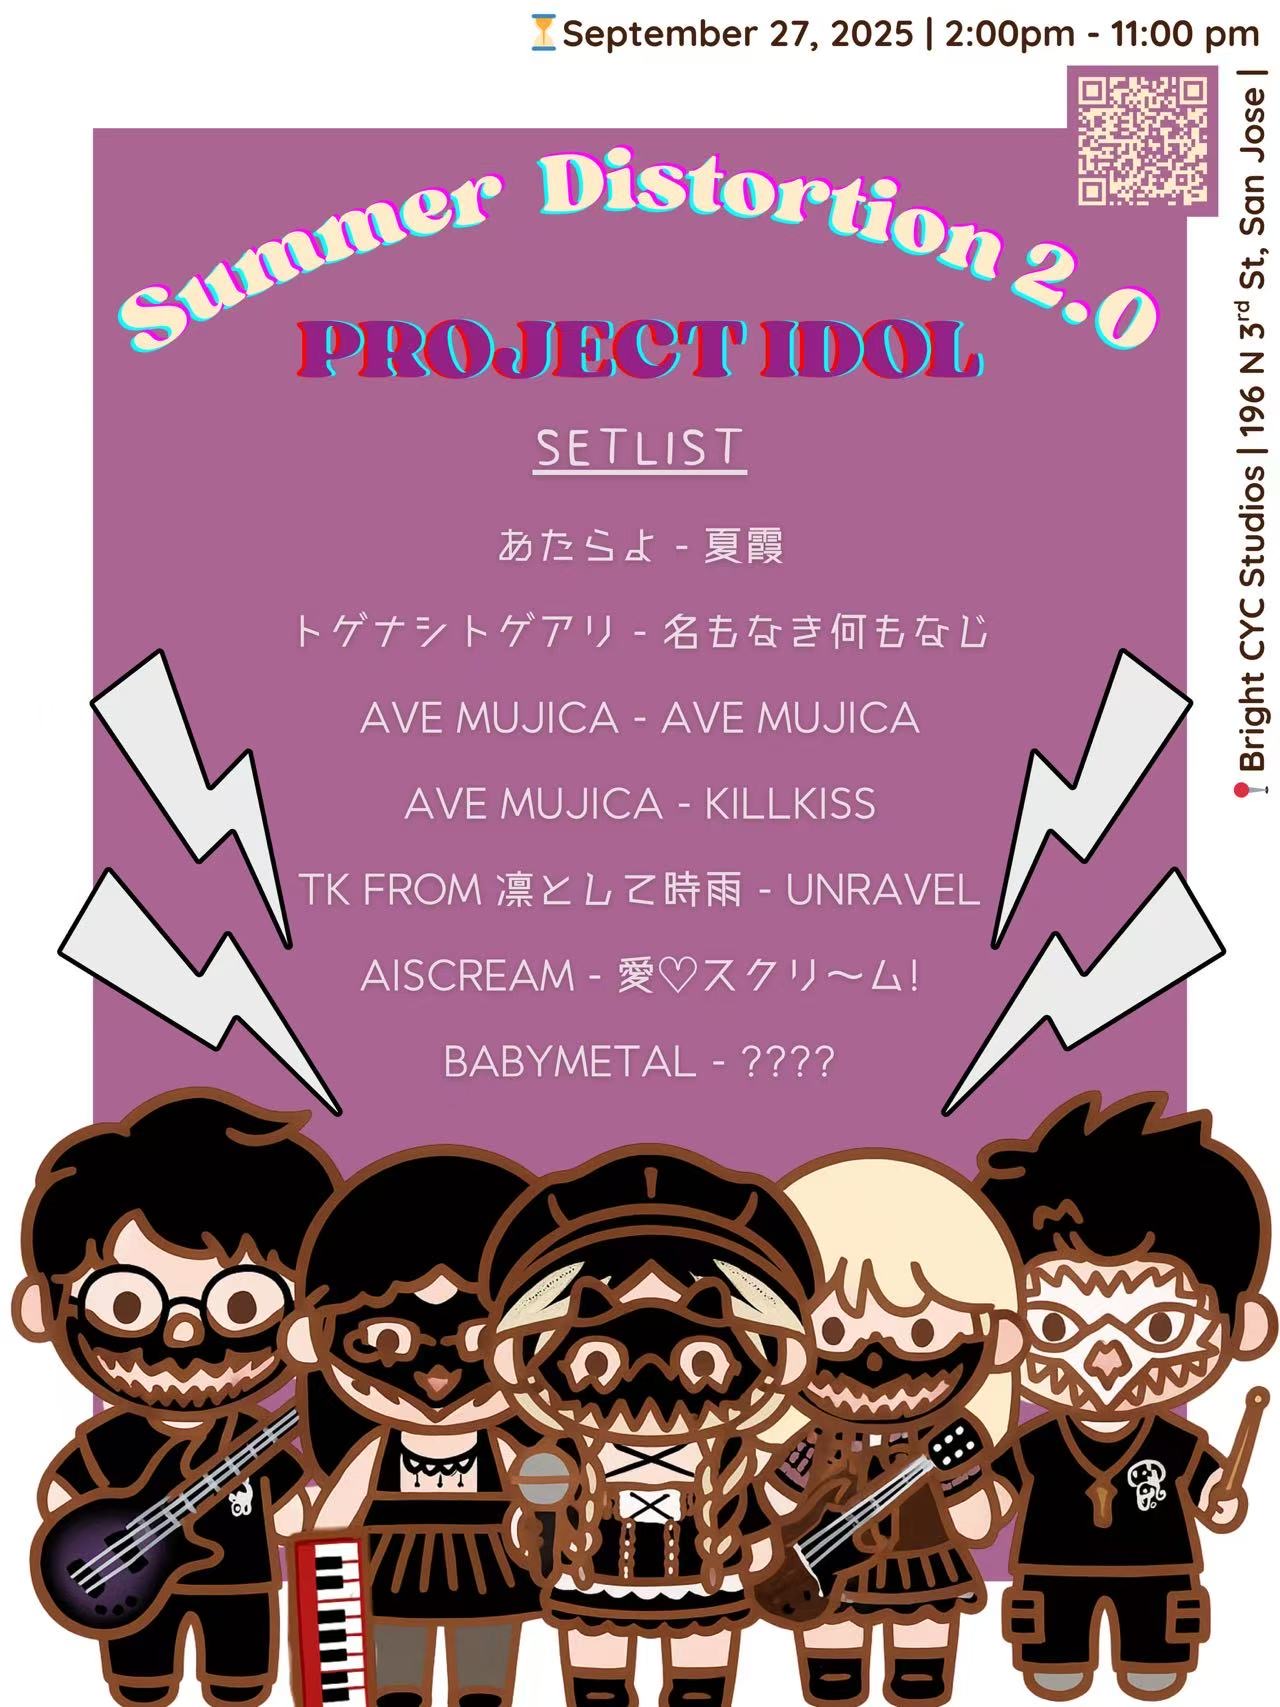 September 27, 2025 | 2:00pm - 11:00 pm
Bright CYC Studios | 196 N 3rd St, San Jose |
Summer Distortion 2.0
PROJECT IDOL
SETLIST
あたらよ - 夏霞
トゲナシトゲアリ - 名もなき何もなじ
AVE MUJICA - AVE MUJICA
AVE MUJICA - KILLKISS
TK FROM 凛として時雨 - UNRAVEL
AISCREAM - 愛♡スクリ～ム!
BABYMETAL - ????